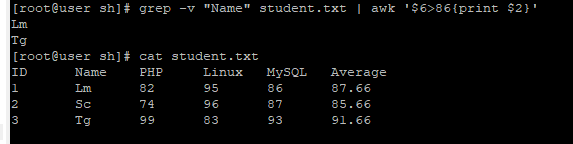 [root@user sh]# grep -v "Name" student.txt | awk '$6>86{print $2}'
Lm
Tg
[root@user sh]# cat student.txt
ID Name PHP Linux MySQL Average
1 Lm 82 95 86 87.66
2 Sc 74 96 87 85.66
3 Tg 99 83 93 91.66